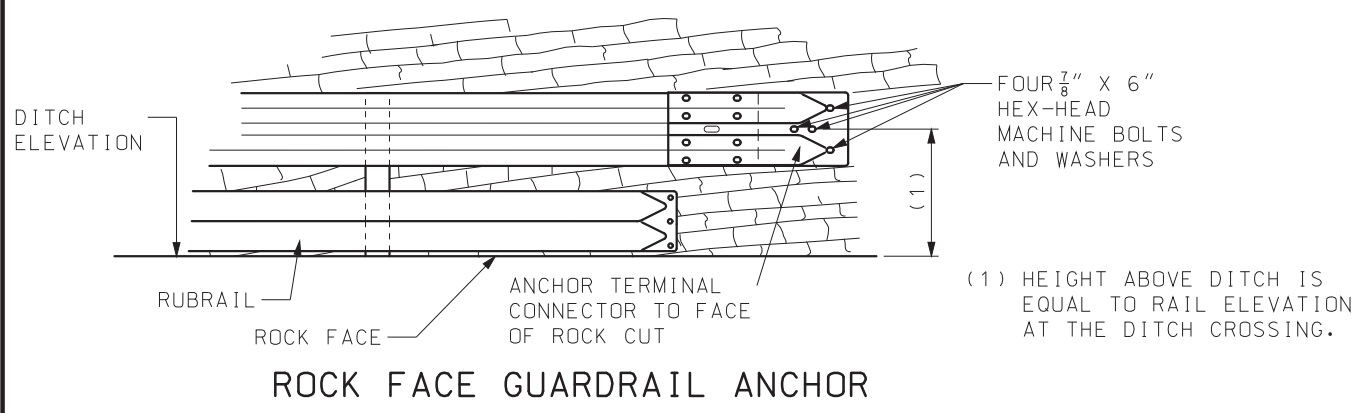 DITCH
ELEVATION
FOUR 7/8" X 6"
HEX-HEAD
MACHINE BOLTS
AND WASHERS
(1)
RUBRAIL
ROCK FACE
ANCHOR TERMINAL
CONNECTOR TO FACE
OF ROCK CUT
(1) HEIGHT ABOVE DITCH IS
EQUAL TO RAIL ELEVATION
AT THE DITCH CROSSING.
ROCK FACE GUARDRAIL ANCHOR